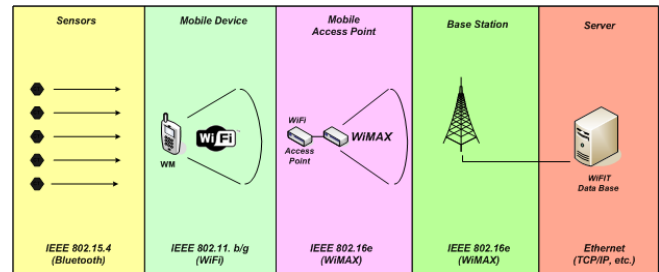 Sensors
Mobile Device
Mobile
Access Point
Base Station
Server
WM
Wi Fi
WiFi
Access
Point
WiMAX
WiFIT
Data Base
IEEE 802.15.4
(Bluetooth)
IEEE 802.11. b/g
(WiFi)
IEEE 802.16e
(WiMAX)
IEEE 802.16e
(WiMAX)
Ethernet
(TCP/IP, etc.)